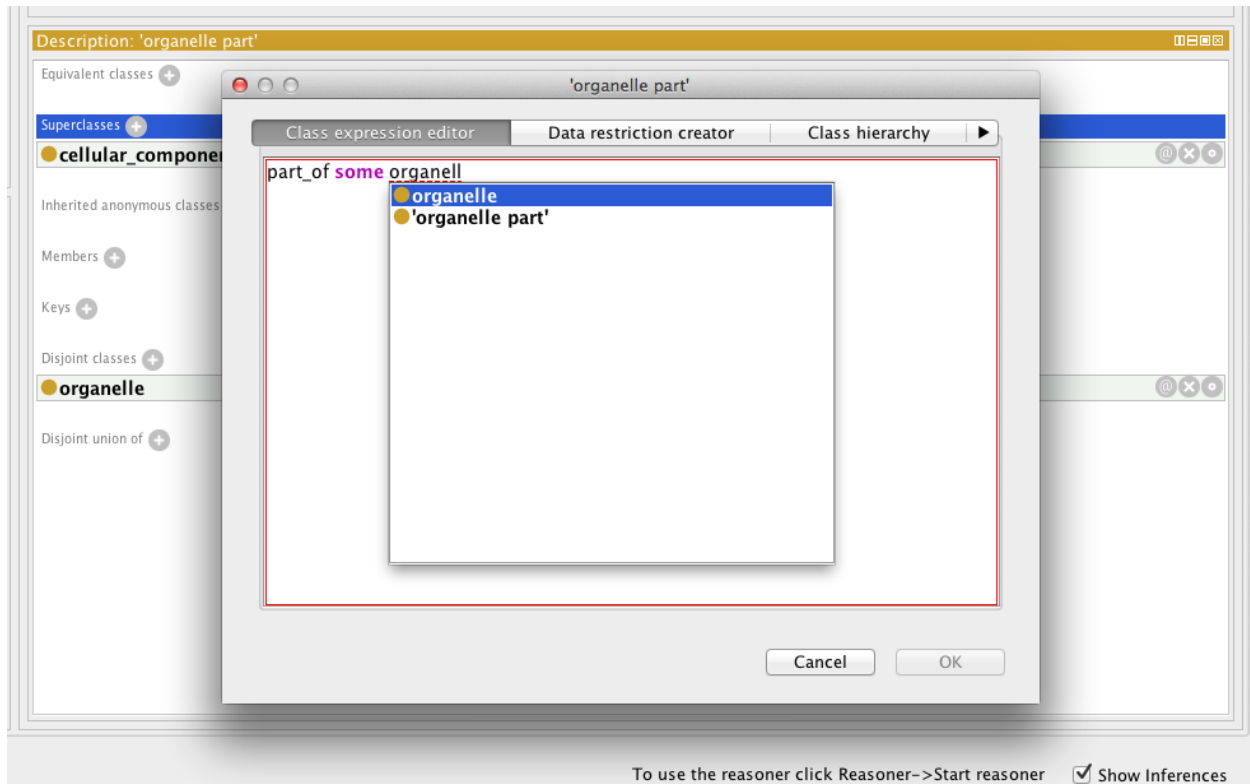 Description: 'organelle part'
Equivalent classes
'organelle part'
Superclasses
Class expression editor
Data restriction creator
Class hierarchy
cellular_compone
part_of some organell
organelle
'organelle part'
Inherited anonymous classes
Members
Keys
Disjoint classes
organelle
Disjoint union of
Cancel
OK
To use the reasoner click Reasoner->Start reasoner
Show Inferences